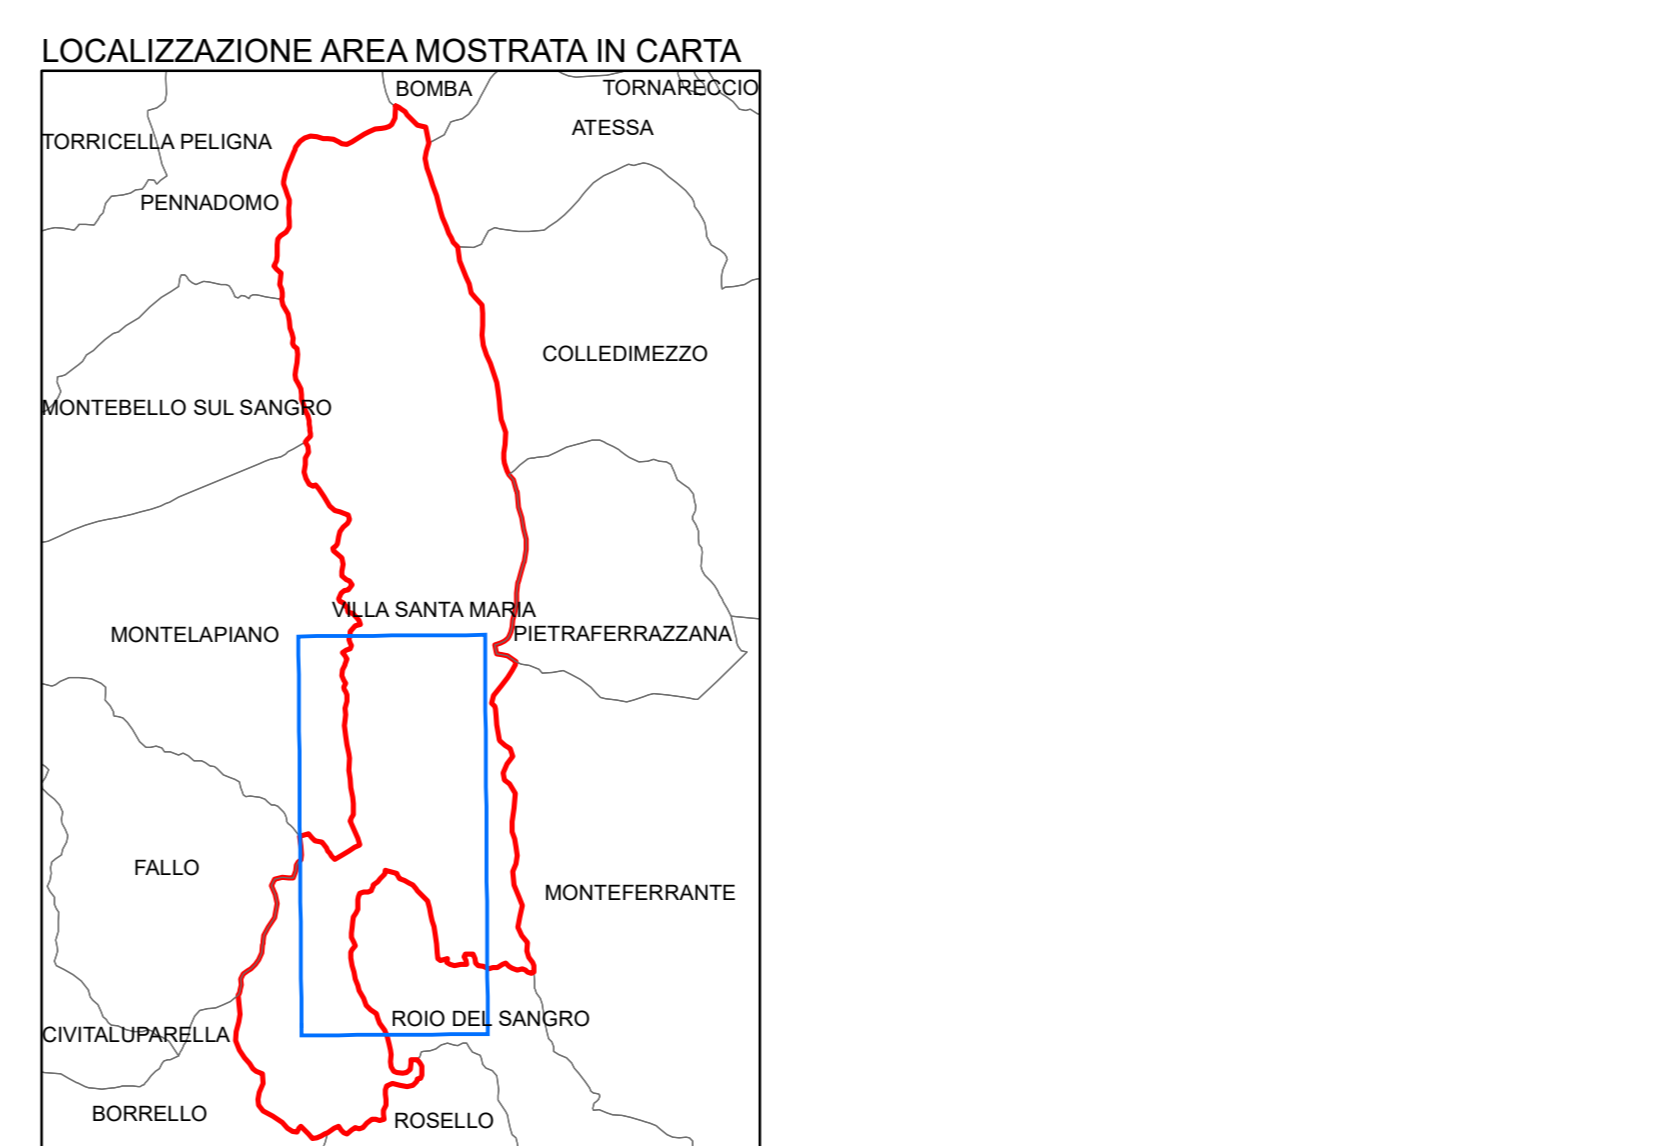 LOCALIZZAZIONE AREA MOSTRATA IN CARTA
BOMBA
TORNARECCIO
ATESSA
TORRICELLA PELIGNA
PENNADOMO
COLLEDIMEZZO
MONTEBELLO SUL SANGRO
VILLA SANTA MARIA
MONTELAPIANO
PIETRAFERRAZZANA
FALLO
MONTEFERRANTE
ROIO DEL SANGRO
CIVITALUPARELLA
BORRELLO
ROSELLO